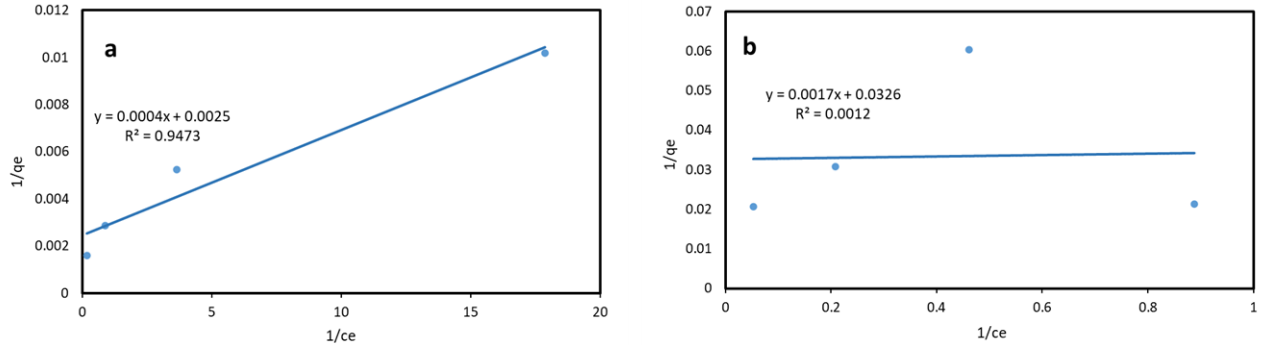 a
y = 0.0004x + 0.0025
R² = 0.9473
0.012
0.01
0.008
0.006
0.004
0.002
0
1/qe
0 5 10 15 20
1/ce
b
y = 0.0017x + 0.0326
R² = 0.0012
0.07
0.06
0.05
0.04
0.03
0.02
0.01
0
1/qe
0 0.2 0.4 0.6 0.8 1
1/ce